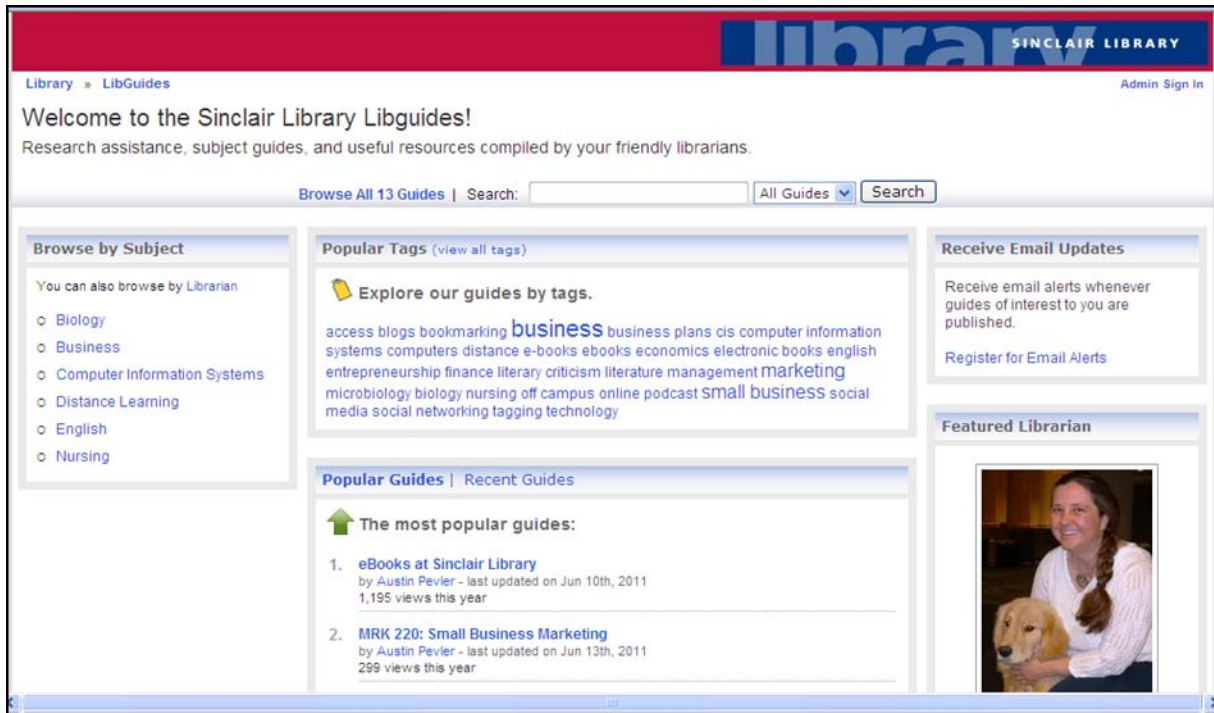 library
SINCLAIR LIBRARY
Library » LibGuides
Admin Sign In
Welcome to the Sinclair Library Libguides!
Research assistance, subject guides, and useful resources compiled by your friendly librarians.
Browse All 13 Guides | Search:
All Guides
Search
Browse by Subject
You can also browse by Librarian
Biology
Business
Computer Information Systems
Distance Learning
English
Nursing
Popular Tags (view all tags)
Explore our guides by tags.
access blogs bookmarking business business plans cis computer information
systems computers distance e-books ebooks economics electronic books english
entrepreneurship finance literary criticism literature management marketing
microbiology biology nursing off campus online podcast small business social
media social networking tagging technology
Popular Guides | Recent Guides
The most popular guides:
1. eBooks at Sinclair Library
by Austin Pevler - last updated on Jun 10th, 2011
1,195 views this year
2. MRK 220: Small Business Marketing
by Austin Pevler - last updated on Jun 13th, 2011
299 views this year
Receive Email Updates
Receive email alerts whenever
guides of interest to you are
published.
Register for Email Alerts
Featured Librarian